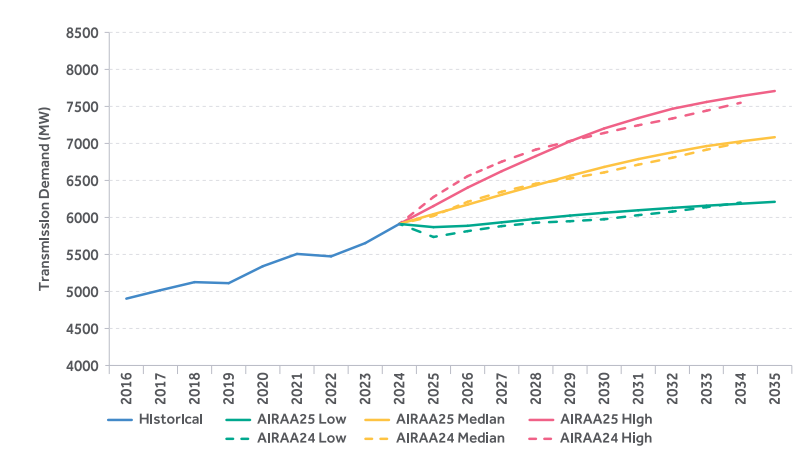 8500
8000
7500
7000
6500
6000
5500
5000
4500
4000
Transmission Demand (MW)
2016 2017 2018 2019 2020 2021 2022 2023 2024 2025 2026 2027 2028 2029 2030 2031 2032 2033 2034 2035
Historical AIRAA25 Low AIRAA25 Median AIRAA25 High
AIRAA24 Low AIRAA24 Median AIRAA24 High